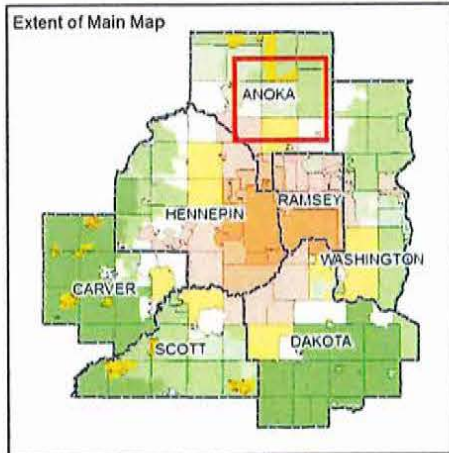 Extent of Main Map
ANOKA
HENNEPIN
RAMSEY
WASHINGTON
CARVER
SCOTT
DAKOTA